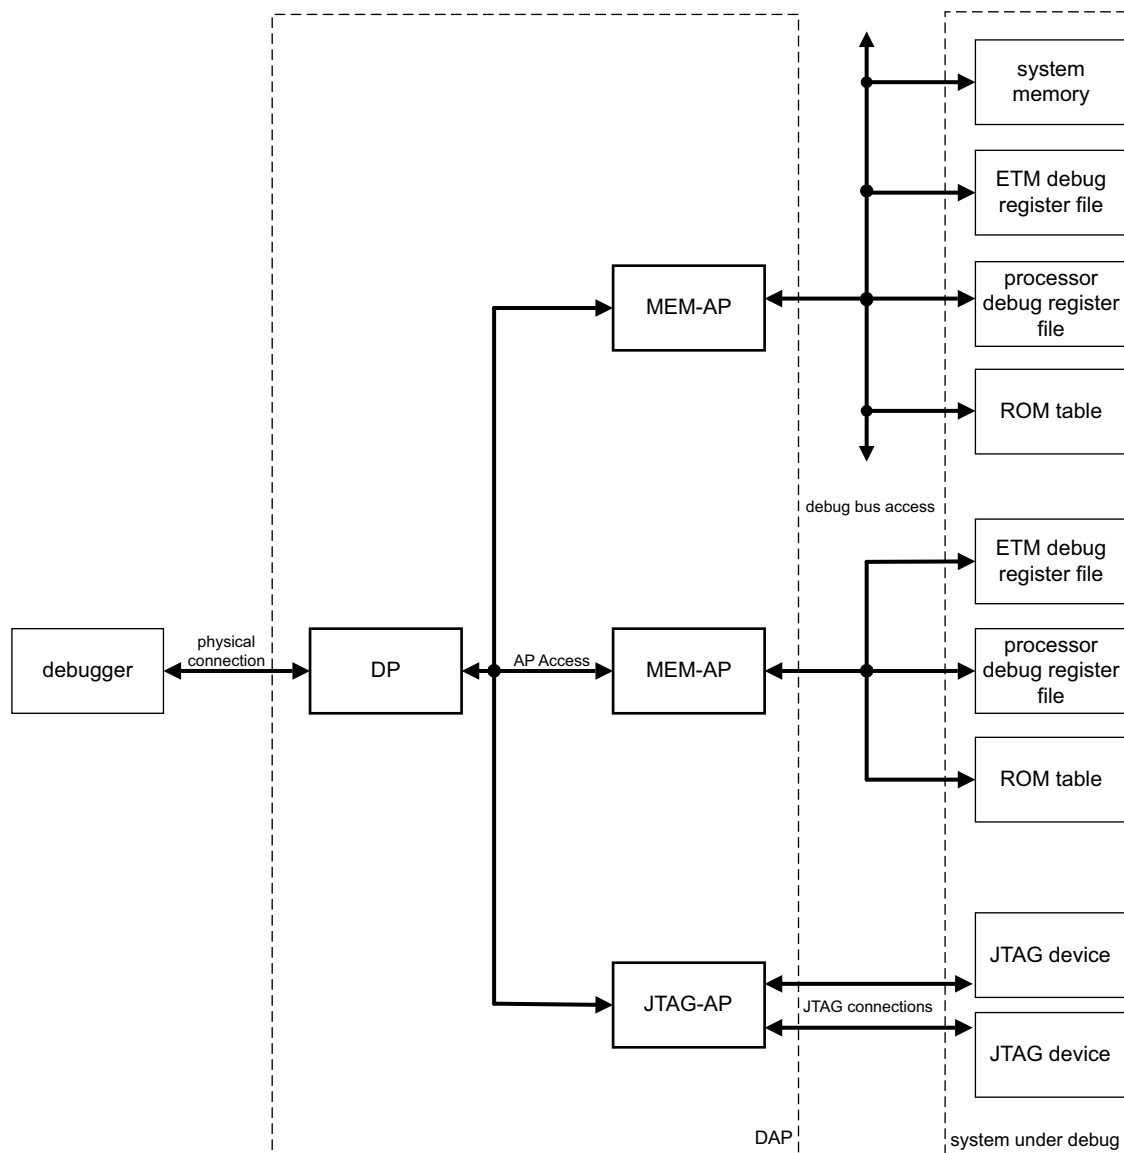 system
memory
ETM debug
register file
processor
debug register
file
MEM-AP
ROM table
debug bus access
ETM debug
register file
physical
connection
debugger
DP
AP Access
MEM-AP
processor
debug register
file
ROM table
JTAG device
JTAG-AP
JTAG connections
JTAG device
DAP
system under debug